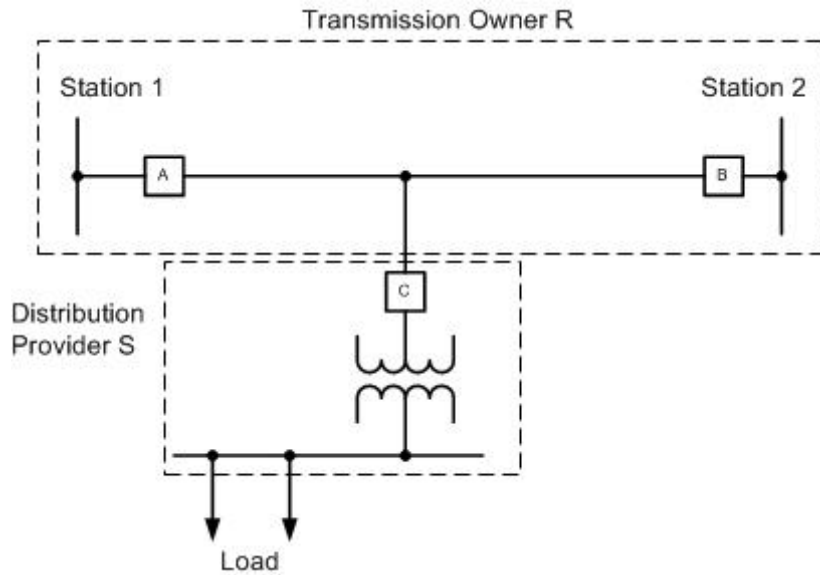 Transmission Owner R
Station 1
Station 2
A
B
C
Distribution
Provider S
Load